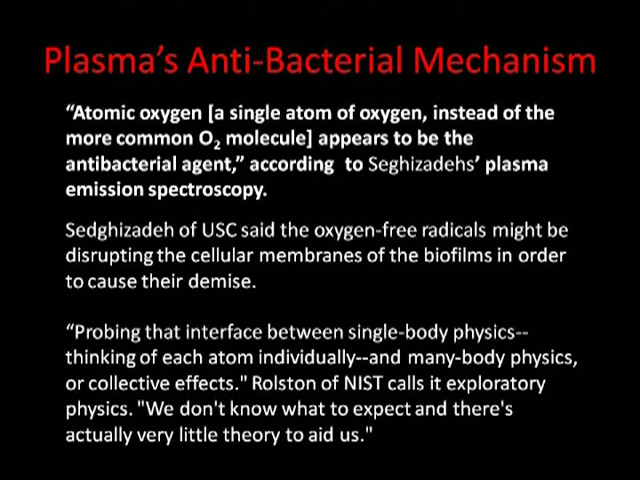 Plasma's Anti-Bacterial Mechanism
“Atomic oxygen [a single atom of oxygen, instead of the
more common O₂ molecule] appears to be the
antibacterial agent,” according to Seghizadehs’ plasma
emission spectroscopy.
Sedghizadeh of USC said the oxygen-free radicals might be
disrupting the cellular membranes of the biofilms in order
to cause their demise.
“Probing that interface between single-body physics--
thinking of each atom individually--and many-body physics,
or collective effects." Rolston of NIST calls it exploratory
physics. "We don't know what to expect and there's
actually very little theory to aid us."